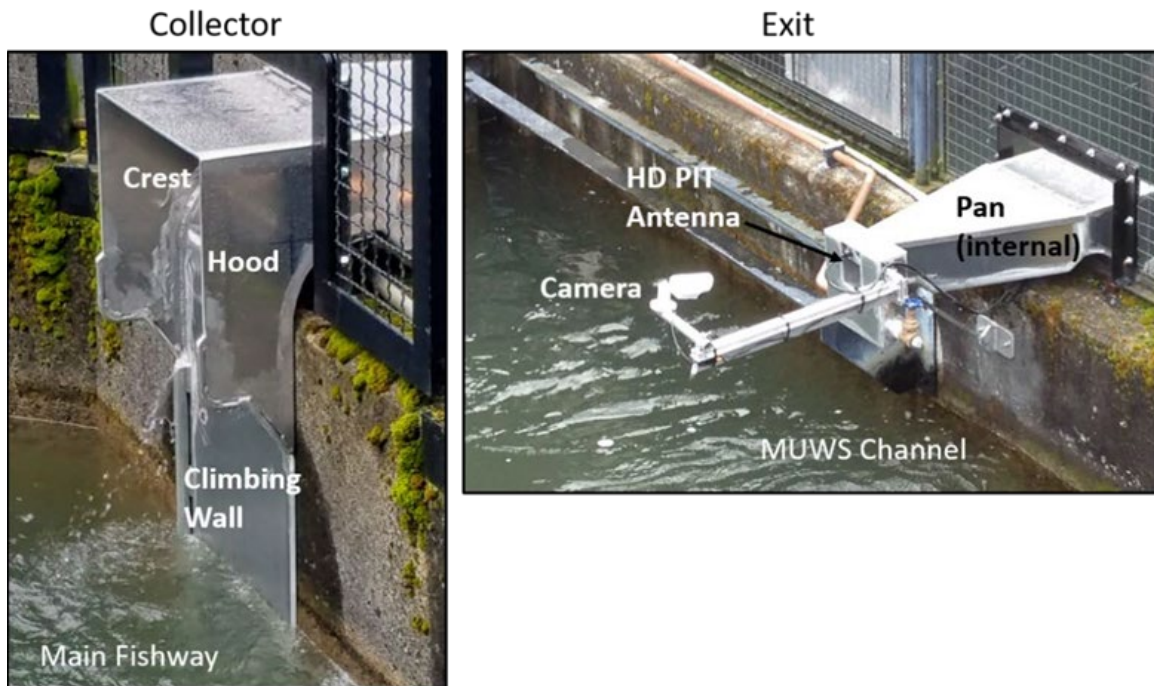 Collector
Exit
Crest
Hood
Climbing
Wall
Main Fishway
HD PIT
Antenna
Pan
(internal)
Camera
MUWS Channel